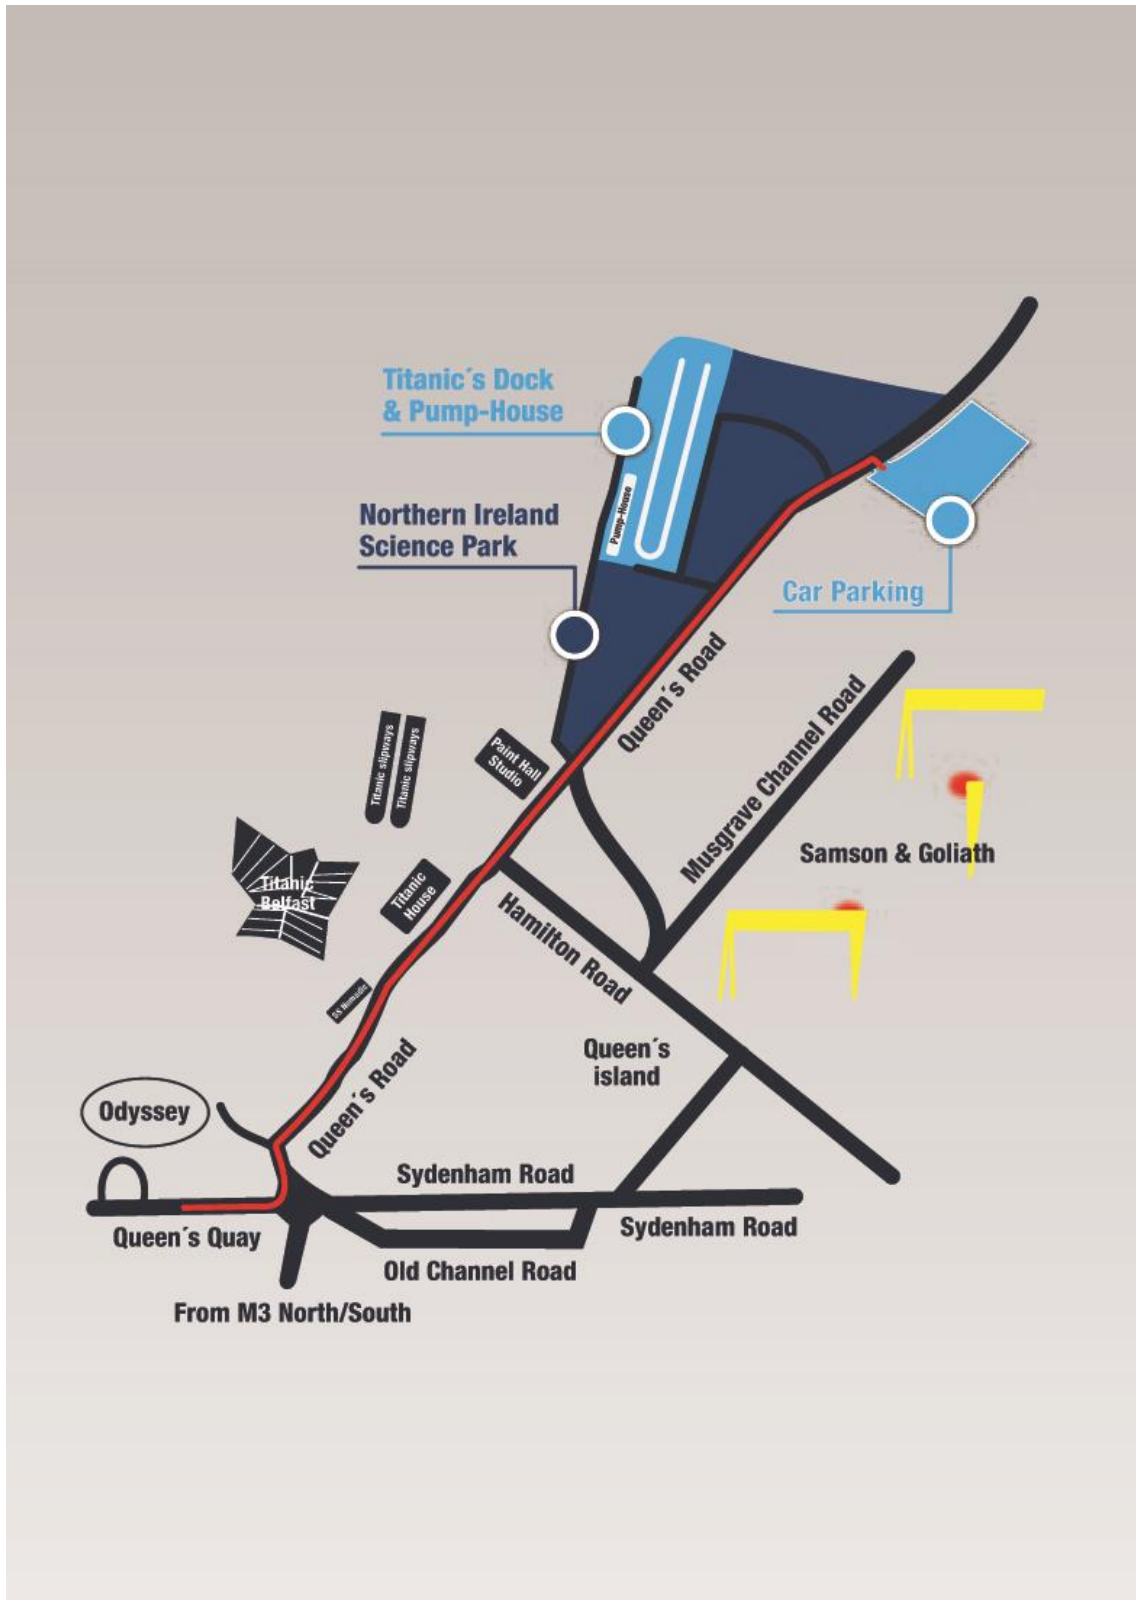 Titanic´s Dock
& Pump-House
Pump-House
Northern Ireland
Science Park
Car Parking
Queen´s Road
Musgrave Channel Road
Titanic slipways
Titanic slipways
Paint Hall
Studio
Samson & Goliath
Titanic
Belfast
Titanic
House
Hamilton Road
SS Nomadic
Queen´s
island
Queen´s Road
Odyssey
Sydenham Road
Queen´s Quay
Sydenham Road
Old Channel Road
From M3 North/South